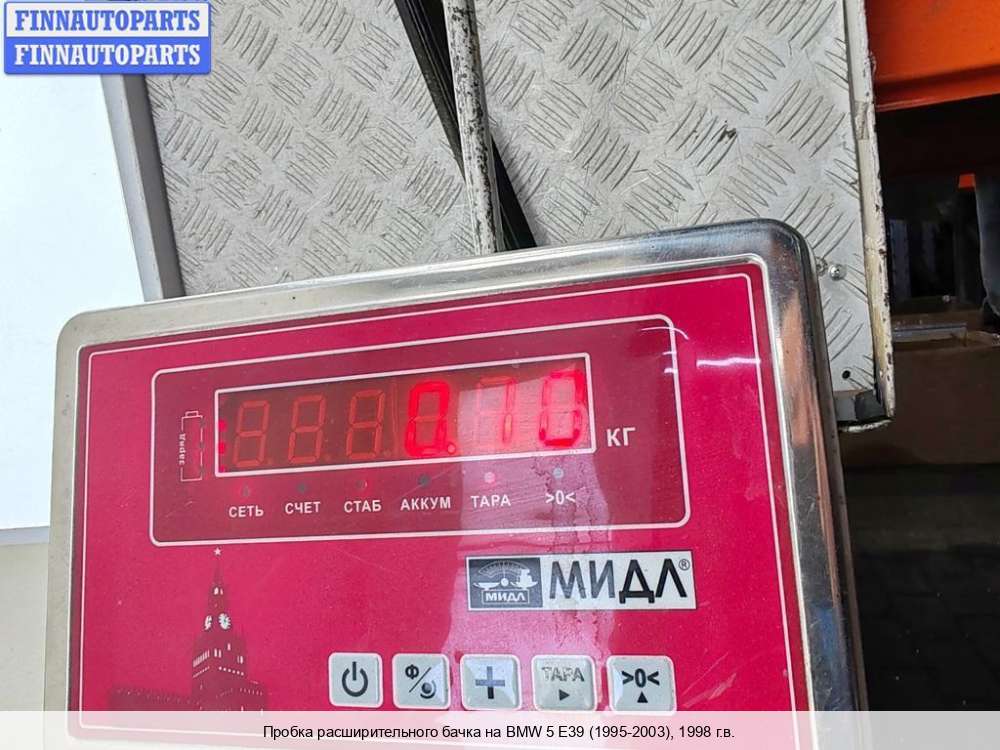 FINNAUTOPARTS
FINNAUTOPARTS
заряд
0.10 КГ
СЕТЬ СЧЕТ СТАБ АККУМ ТАРА >0<
МИДЛ МИДЛ®
Ф ТАРА >0<
Пробка расширительного бачка на BMW 5 E39 (1995-2003), 1998 г.в.